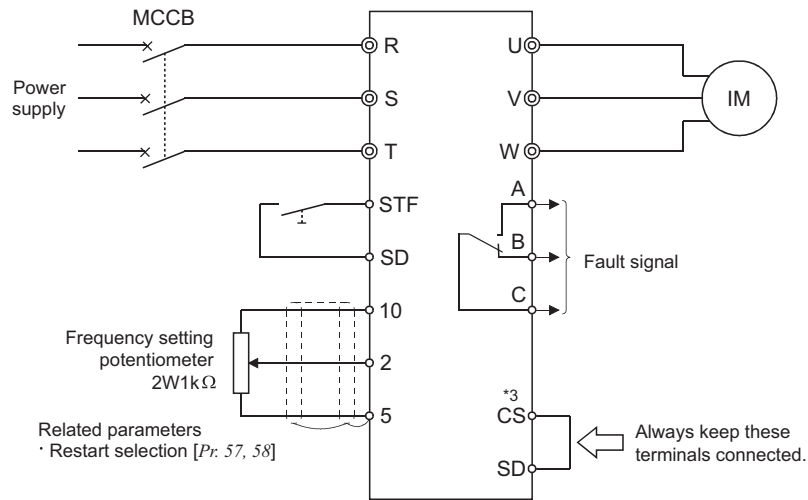 MCCB
Power
supply
R
S
T
U
V
W
IM
STF
SD
A
B
C
Fault signal
10
2
5
Frequency setting
potentiometer
2W1kΩ
Related parameters
・Restart selection [Pr. 57, 58]
*3
CS
SD
Always keep these
terminals connected.